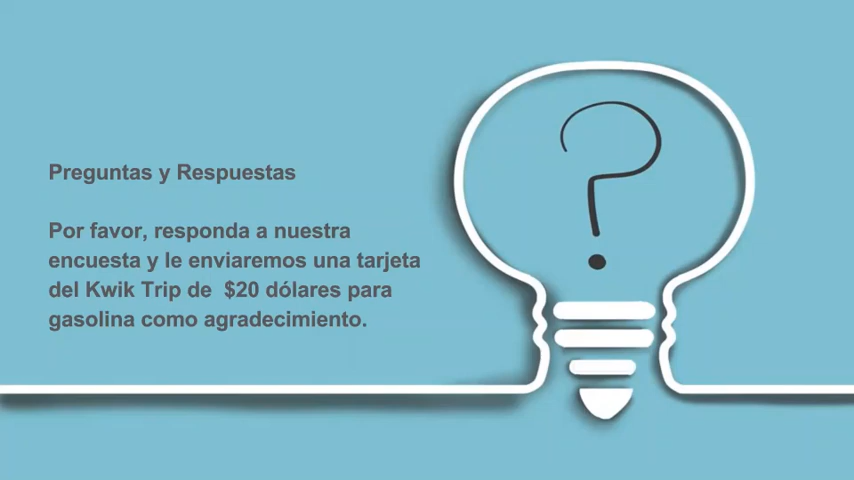 Preguntas y Respuestas
Por favor, responda a nuestra
encuesta y le enviaremos una tarjeta
del Kwik Trip de  $20 dólares para
gasolina como agradecimiento.
?